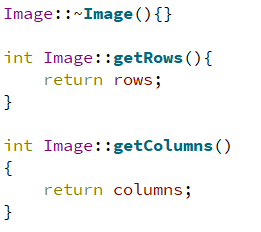 Image::~Image(){}
int Image::getRows(){
    return rows;
}
int Image::getColumns()
{
    return columns;
}